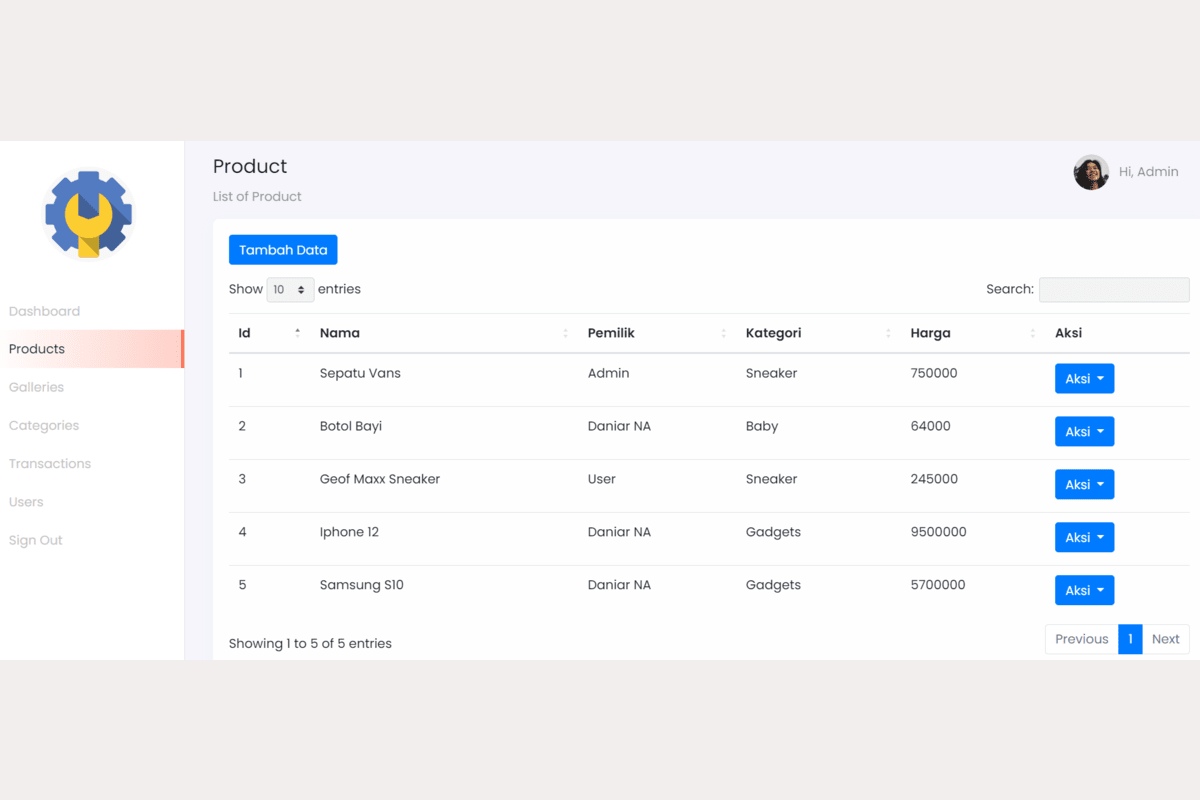 Product
Hi, Admin
List of Product
Tambah Data
Show 10 entries
Search:
Dashboard
Products
Galleries
Categories
Transactions
Users
Sign Out
Id Nama Pemilik Kategori Harga Aksi
1 Sepatu Vans Admin Sneaker 750000 Aksi
2 Botol Bayi Daniar NA Baby 64000 Aksi
3 Geof Maxx Sneaker User Sneaker 245000 Aksi
4 Iphone 12 Daniar NA Gadgets 9500000 Aksi
5 Samsung S10 Daniar NA Gadgets 5700000 Aksi
Showing 1 to 5 of 5 entries
Previous 1 Next